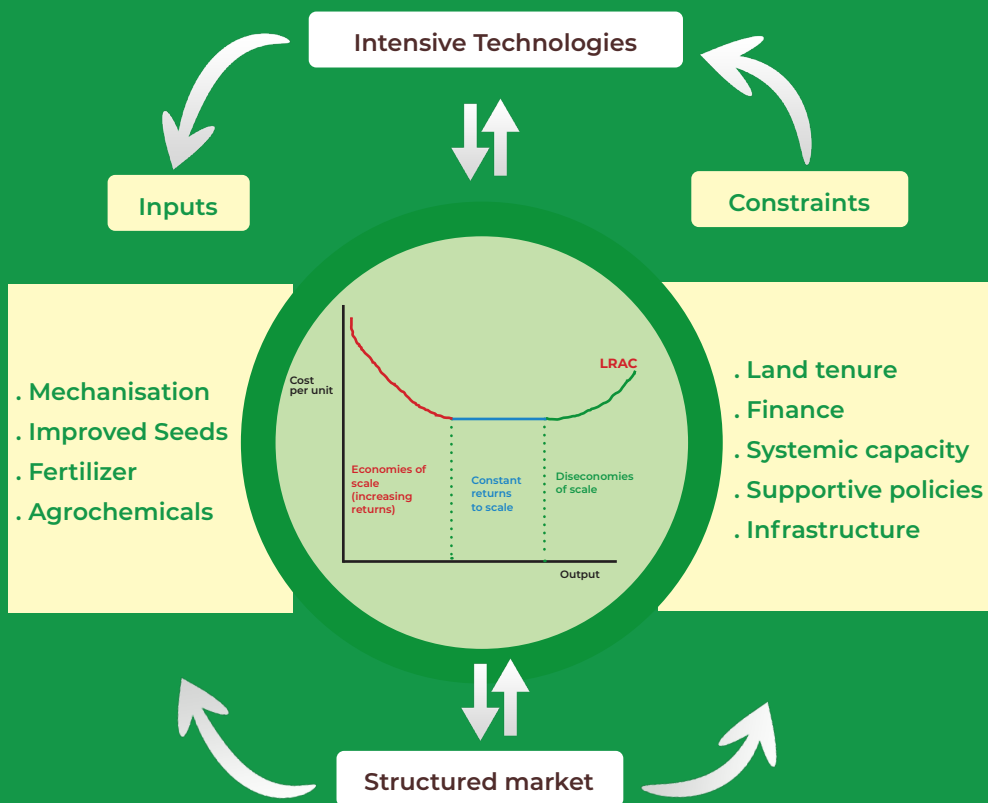 Intensive Technologies
Inputs
Constraints
. Mechanisation
. Improved Seeds
. Fertilizer
. Agrochemicals
Cost
per unit
LRAC
Economies of
scale
(increasing
returns)
Constant
returns
to scale
Diseconomies
of scale
Output
. Land tenure
. Finance
. Systemic capacity
. Supportive policies
. Infrastructure
Structured market